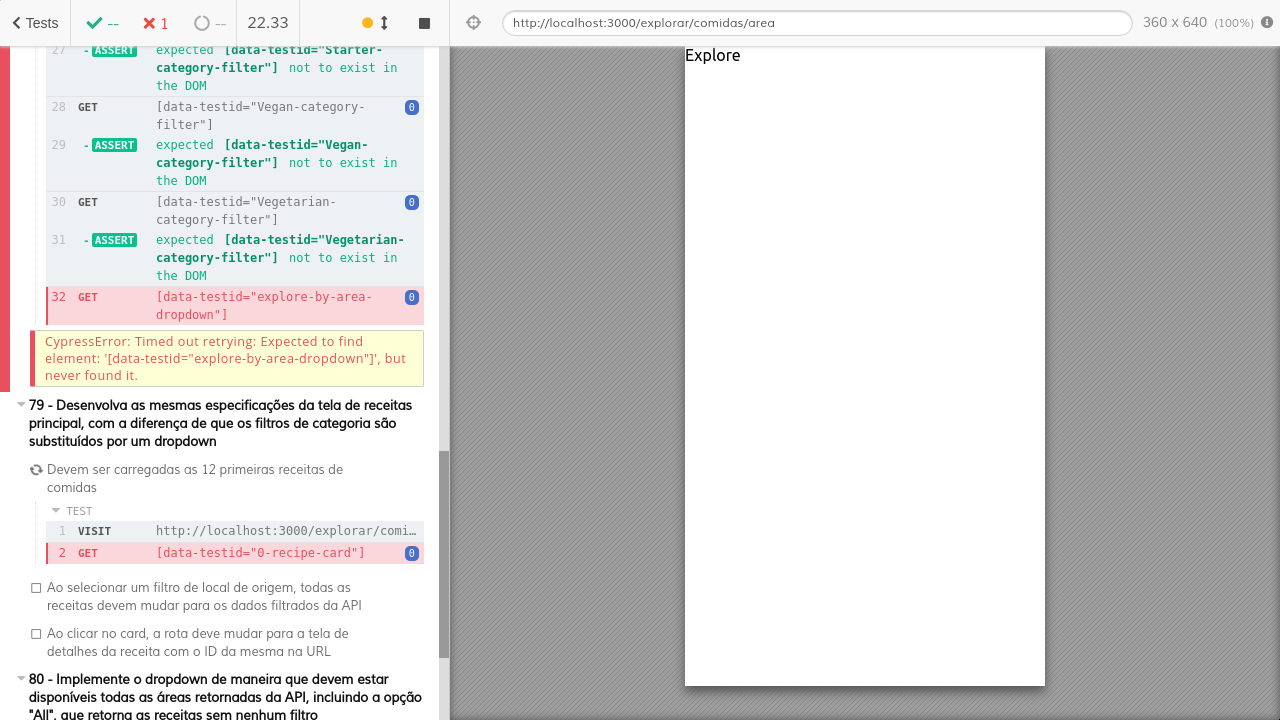 Tests
--
1
--
22.33
http://localhost:3000/explorar/comidas/area
360 x 640 (100%)
27 -ASSERT expected [data-testid="Starter-
category-filter"] not to exist in
the DOM
28 GET [data-testid="Vegan-category-
filter"]
0
29 -ASSERT expected [data-testid="Vegan-
category-filter"] not to exist in
the DOM
30 GET [data-testid="Vegetarian-
category-filter"]
0
31 -ASSERT expected [data-testid="Vegetarian-
category-filter"] not to exist in
the DOM
32 GET [data-testid="explore-by-area-
dropdown"]
0
CypressError: Timed out retrying: Expected to find
element: '[data-testid="explore-by-area-dropdown"]', but
never found it.
79 - Desenvolva as mesmas especificações da tela de receitas
principal, com a diferença de que os filtros de categoria são
substituídos por um dropdown
Devem ser carregadas as 12 primeiras receitas de
comidas
TEST
1 VISIT http://localhost:3000/explorar/comi…
2 GET [data-testid="0-recipe-card"] 0
Ao selecionar um filtro de local de origem, todas as
receitas devem mudar para os dados filtrados da API
Ao clicar no card, a rota deve mudar para a tela de
detalhes da receita com o ID da mesma na URL
80 - Implemente o dropdown de maneira que devem estar
disponíveis todas as áreas retornadas da API, incluindo a opção
"All", que retorna as receitas sem nenhum filtro
Explore